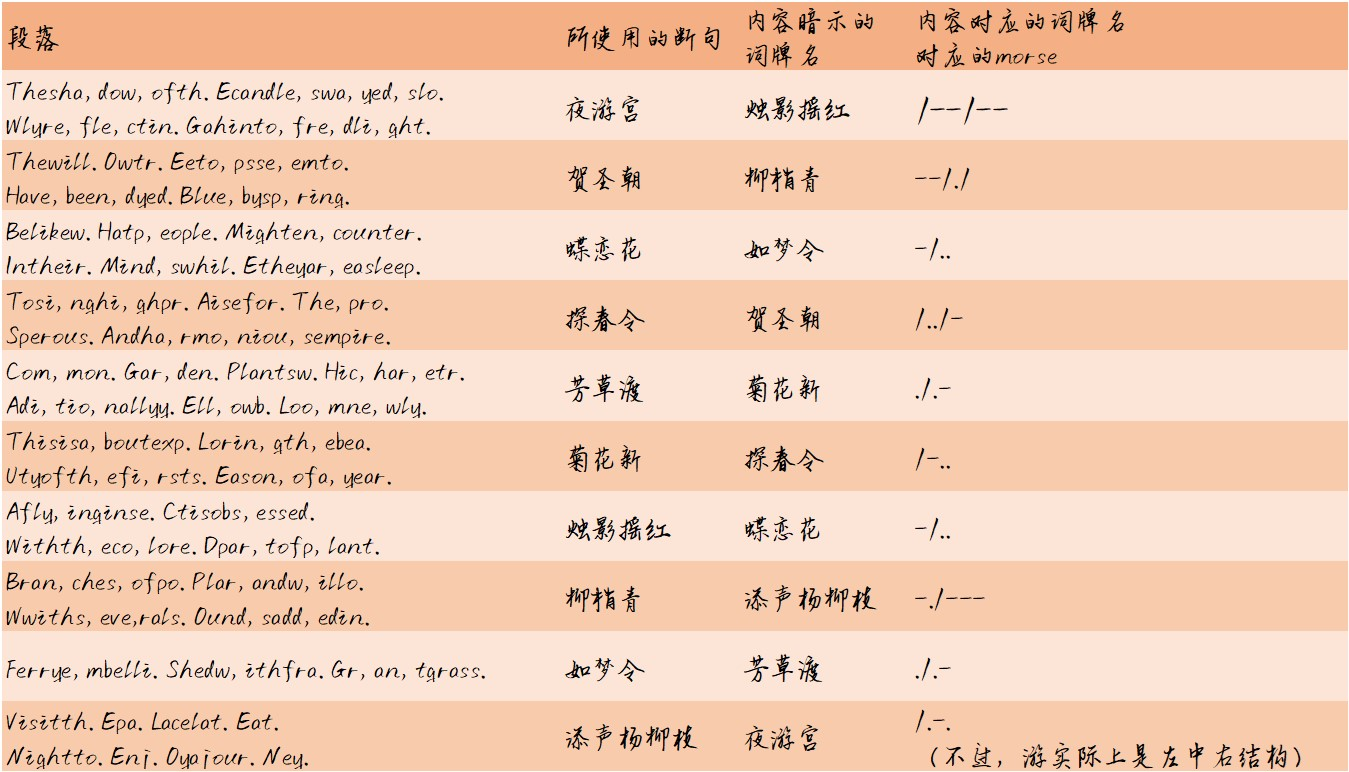 段落 所使用的断句 内容暗示的词牌名 内容对应的词牌名对应的morse
Thesha, dow, ofth. Ecandle, swa, yed, slo.
Wlyre, fle, ctin. Gahinto, fre, dli, ght.
夜游宫 烛影摇红 /--/--
Thewill. Owtr. Eeto, psse, emto.
Have, been, dyed. Blue, bysp, ring.
贺圣朝 柳梢青 --/./
Belikew. Hatp, eople. Mighten, counter.
Intheir. Mind, swhil. Etheyar, easleep.
蝶恋花 如梦令 -/..
Tosi, nghi, ghpr. Aisefor. The, pro.
Sperous. Andha, rmo, niou, sempire.
探春令 贺圣朝 /../-
Com, mon. Gar, den. Plantsw. Hic, har, etr.
Adi, tio, nallyy. Ell, owb. Loo, mne, wly.
芳草渡 菊花新 ./.-
Thisisa, boutexp. Lorin, gth, ebea.
Utyofth, efi, rsts. Eason, ofa, year.
菊花新 探春令 /-..
Afly, inginse. Ctisobs, essed.
Withth, eco, lore. Dpar, tofp, lant.
烛影摇红 蝶恋花 -/..
Bran, ches, ofpo. Plar, andw, illo.
Wwiths, eve,rals. Ound, sadd, edin.
柳梢青 添声杨柳枝 -./---
Ferrye, mbelli. Shedw, ithfra. Gr, an, tgrass.
如梦令 芳草渡 ./.-
Visitth. Epa. Lacelat. Eat.
Nightto. Enj. Oyajour. Ney.
添声杨柳枝 夜游宫 /.-.
（不过，游实际上是左中右结构）